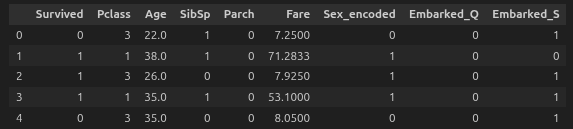 Survived Pclass Age SibSp Parch Fare Sex_encoded Embarked_Q Embarked_S
0 0 3 22.0 1 0 7.2500 0 0 1
1 1 1 38.0 1 0 71.2833 1 0 0
2 1 3 26.0 0 0 7.9250 1 0 1
3 1 1 35.0 1 0 53.1000 1 0 1
4 0 3 35.0 0 0 8.0500 0 0 1